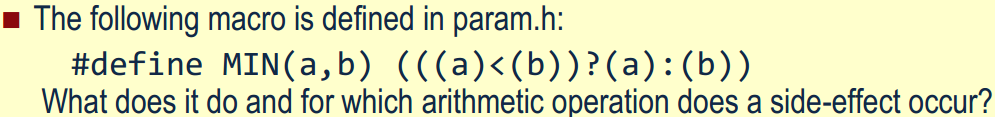 The following macro is defined in param.h:
#define MIN(a,b) (((a)<(b))?(a):(b))
What does it do and for which arithmetic operation does a side-effect occur?